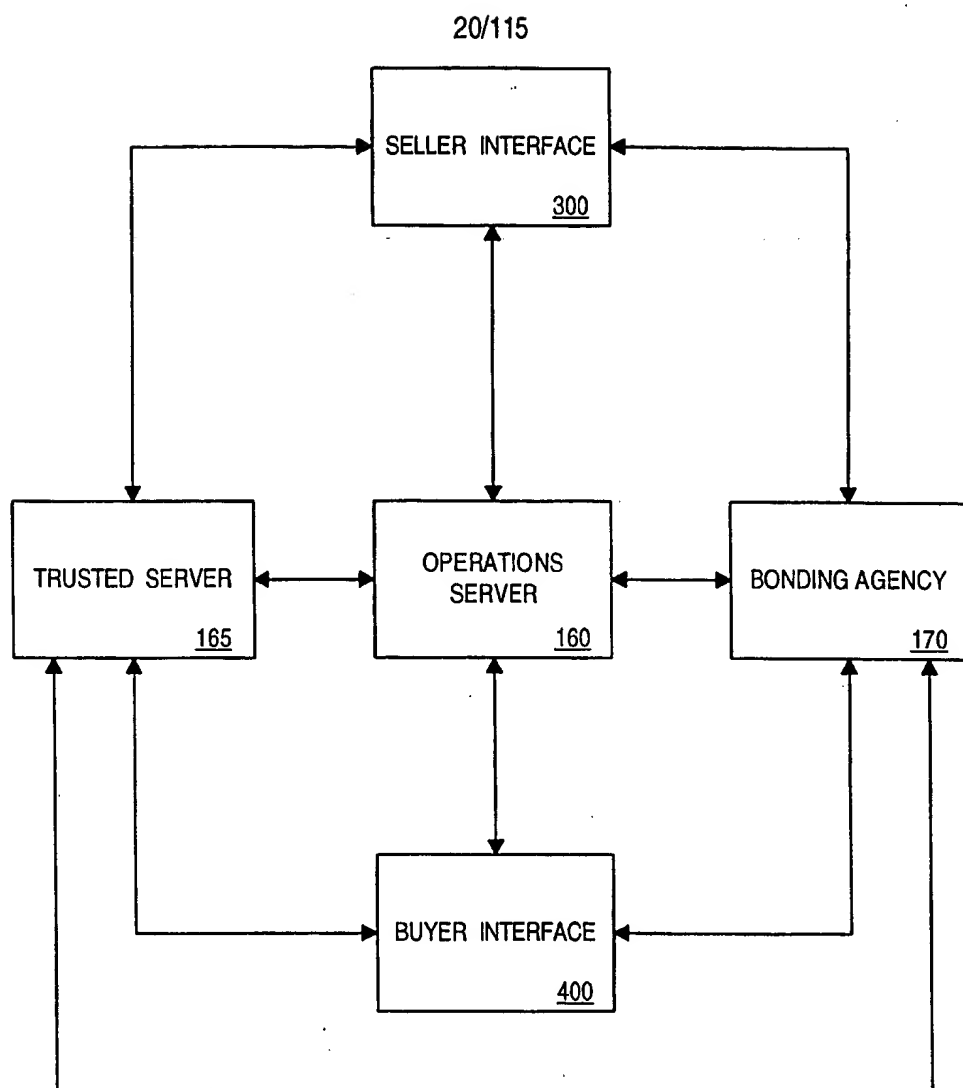 20/115
SELLER INTERFACE
300
TRUSTED SERVER
165
OPERATIONS
SERVER
160
BONDING AGENCY
170
BUYER INTERFACE
400